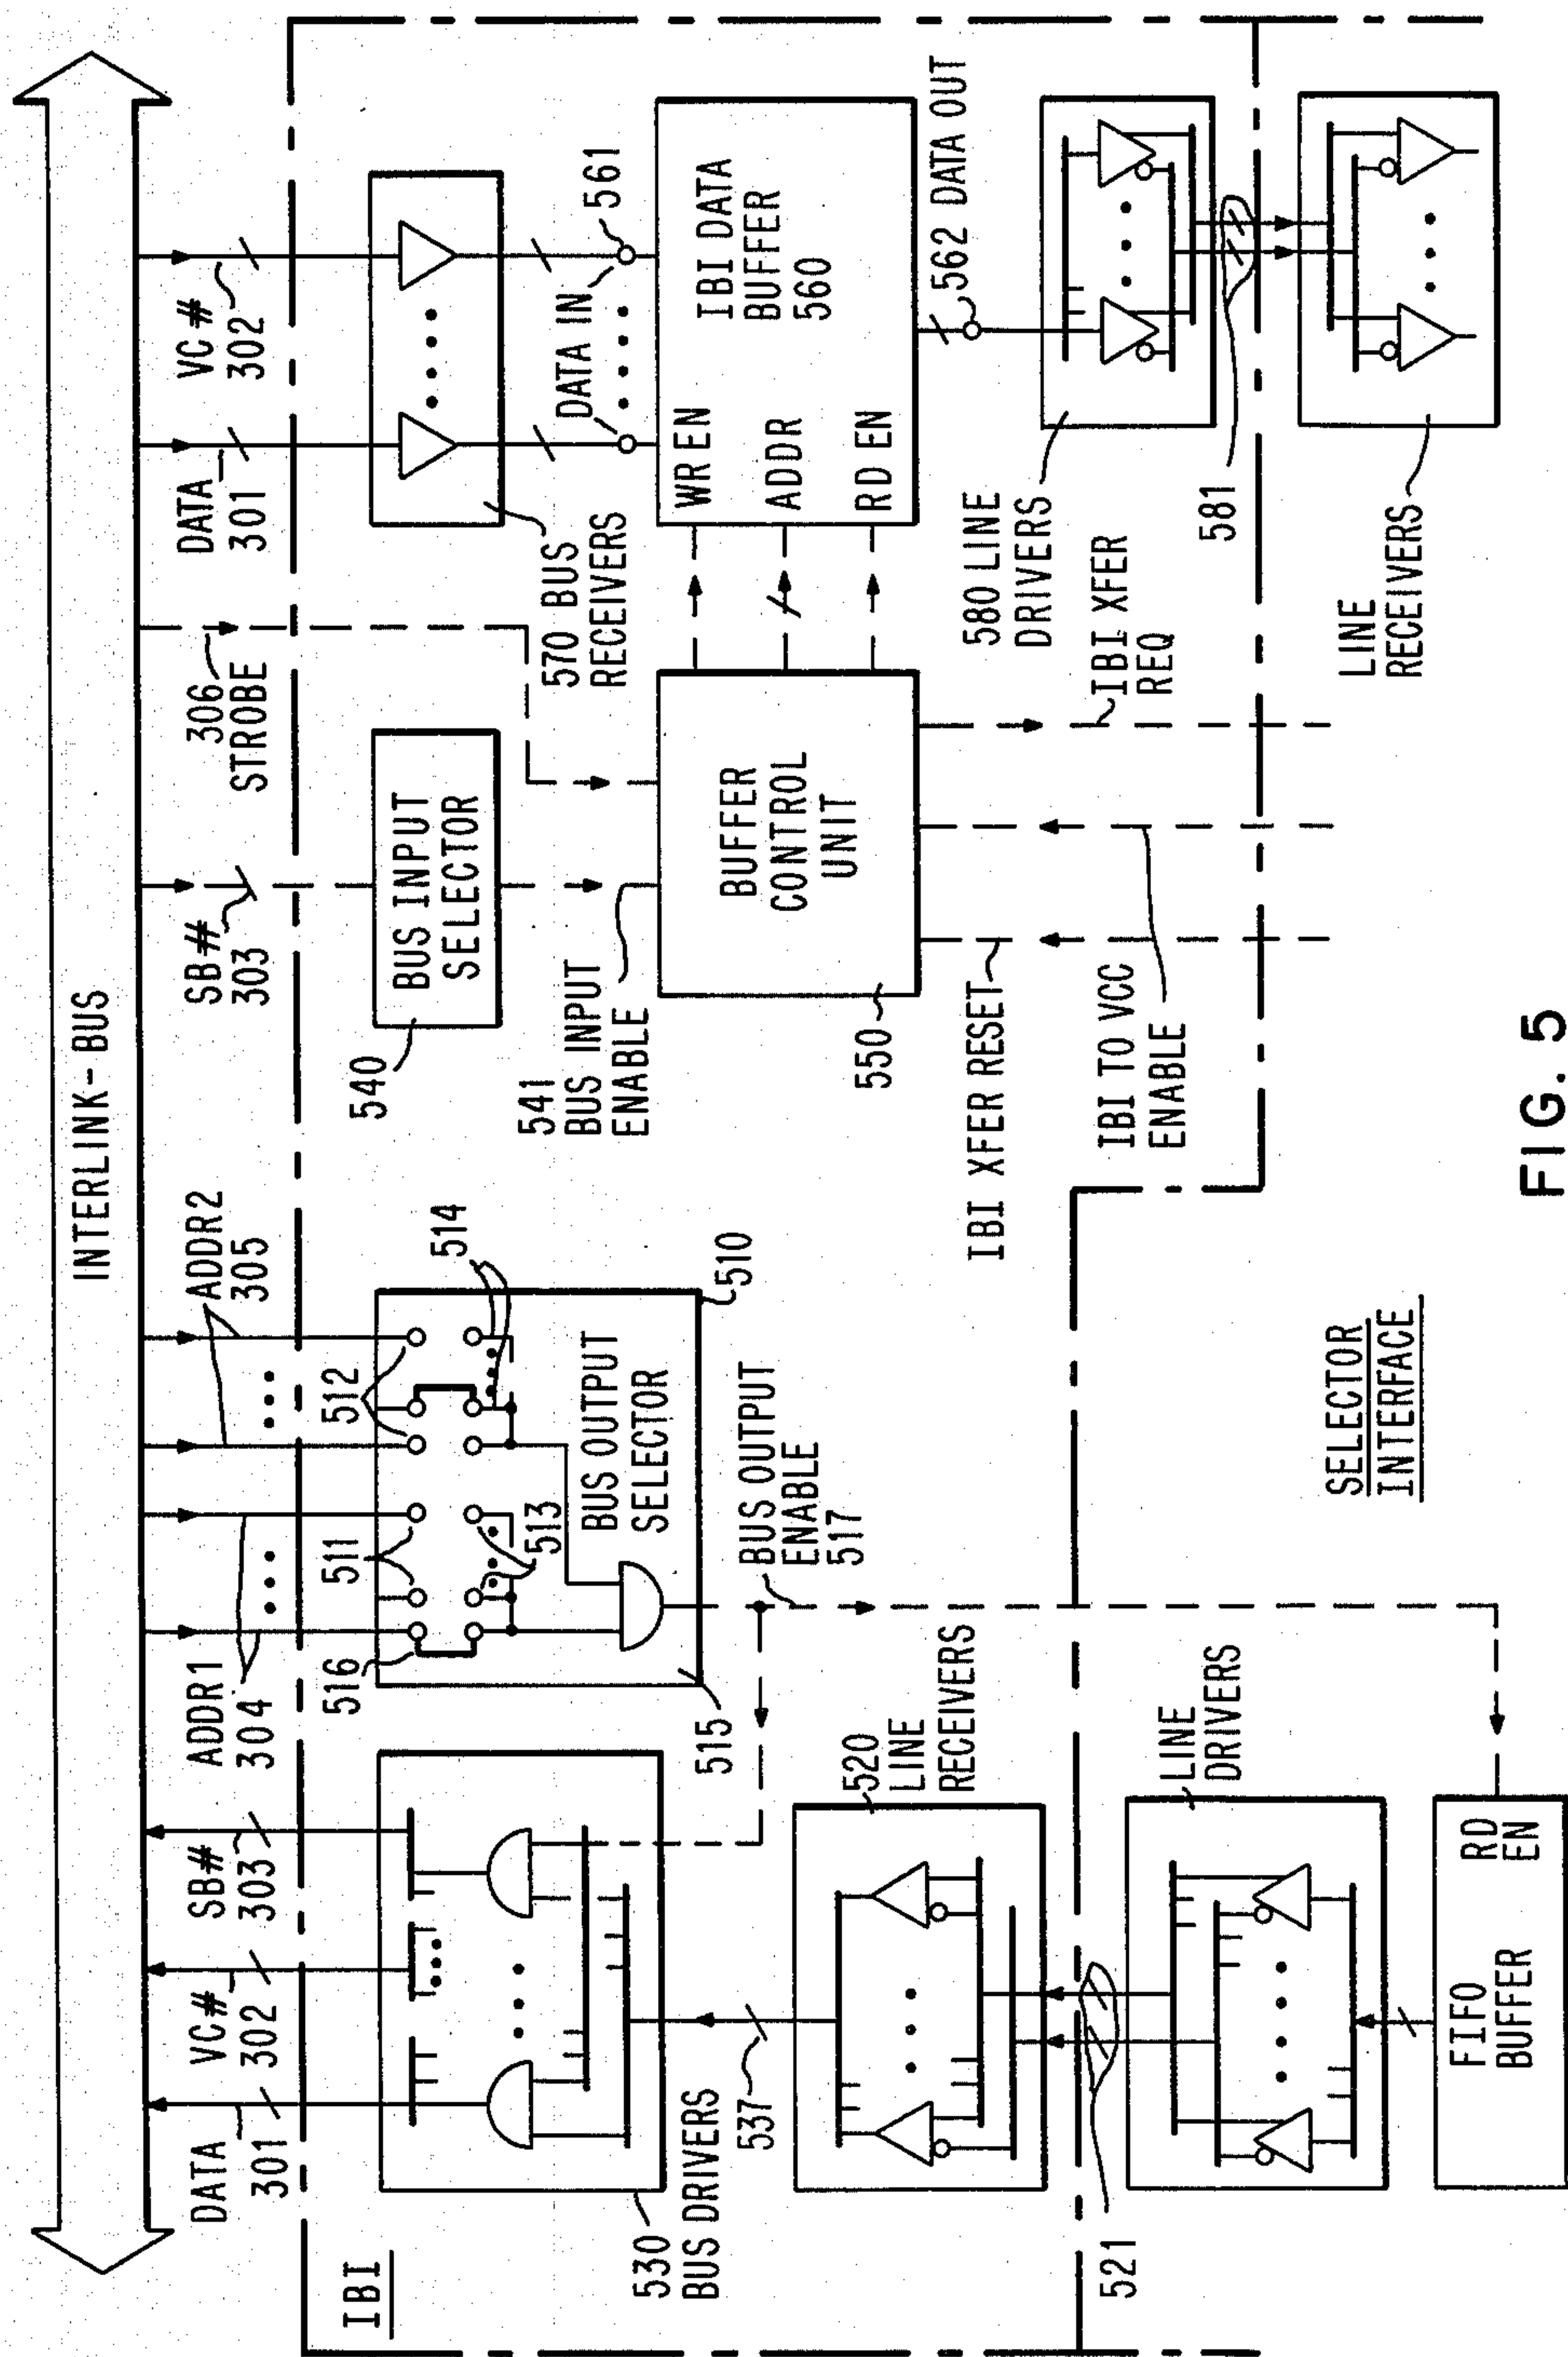 INTERLINK-BUS
DATA
301
VC#
302
SB#
303
ADDR1
304
ADDR2
305
SB#
303
306
STROBE
DATA
301
VC#
302
IBI
530
BUS DRIVERS
516
511
512
513
514
510
BUS OUTPUT
SELECTOR
515
BUS OUTPUT
ENABLE
517
540
BUS INPUT
SELECTOR
541
BUS INPUT
ENABLE
570 BUS
RECEIVERS
DATA IN
561
537
520
LINE
RECEIVERS
550
BUFFER
CONTROL
UNIT
WR EN
ADDR
RD EN
IBI DATA
BUFFER
560
562 DATA OUT
521
LINE
DRIVERS
IBI XFER RESET
IBI TO VCC
ENABLE
IBI XFER
REQ
580 LINE
DRIVERS
581
FIFO
BUFFER
RD
EN
SELECTOR
INTERFACE
LINE
RECEIVERS
FIG. 5